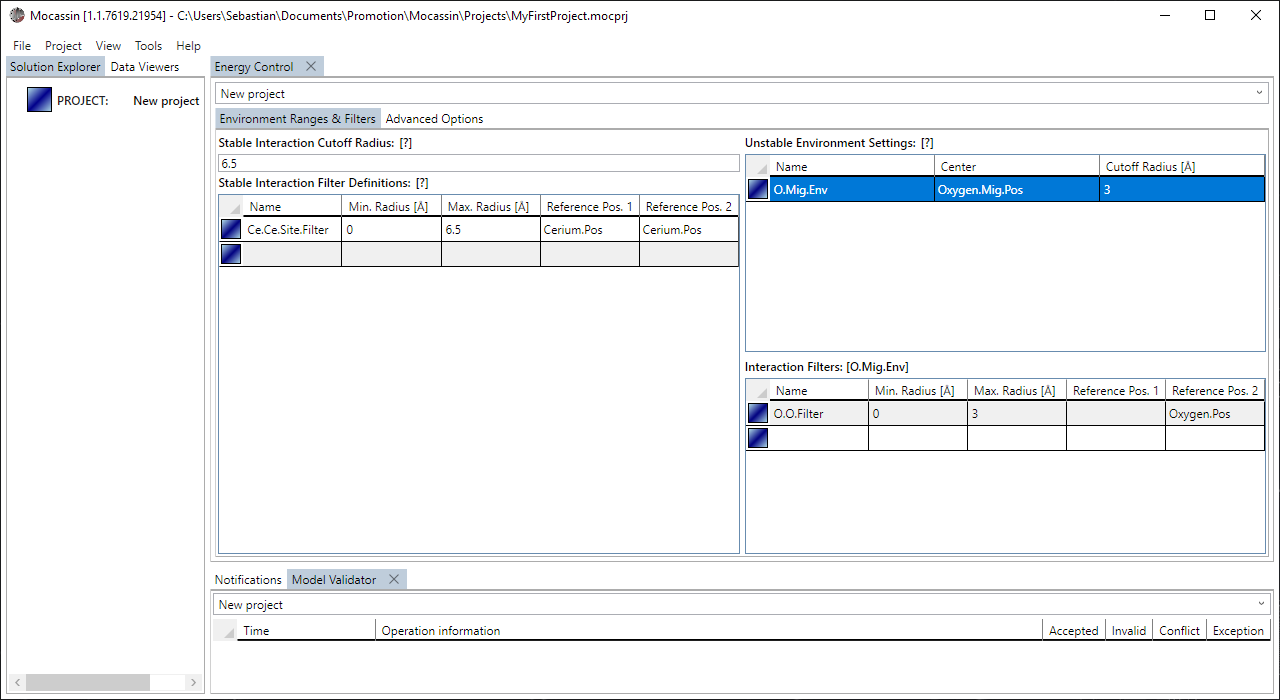 Mocassin [1.1.7619.21954] - C:\Users\Sebastian\Documents\Promotion\Mocassin\Projects\MyFirstProject.mocprj
File Project View Tools Help
Solution Explorer Data Viewers
PROJECT: New project
Energy Control
New project
Environment Ranges & Filters Advanced Options
Stable Interaction Cutoff Radius: [?]
6.5
Stable Interaction Filter Definitions: [?]
Name Min. Radius [Å] Max. Radius [Å] Reference Pos. 1 Reference Pos. 2
Ce.Ce.Site.Filter 0 6.5 Cerium.Pos Cerium.Pos
Unstable Environment Settings: [?]
Name Center Cutoff Radius [Å]
O.Mig.Env Oxygen.Mig.Pos 3
Interaction Filters: [O.Mig.Env]
Name Min. Radius [Å] Max. Radius [Å] Reference Pos. 1 Reference Pos. 2
O.O.Filter 0 3 Oxygen.Pos
Notifications Model Validator
New project
Time Operation information Accepted Invalid Conflict Exception